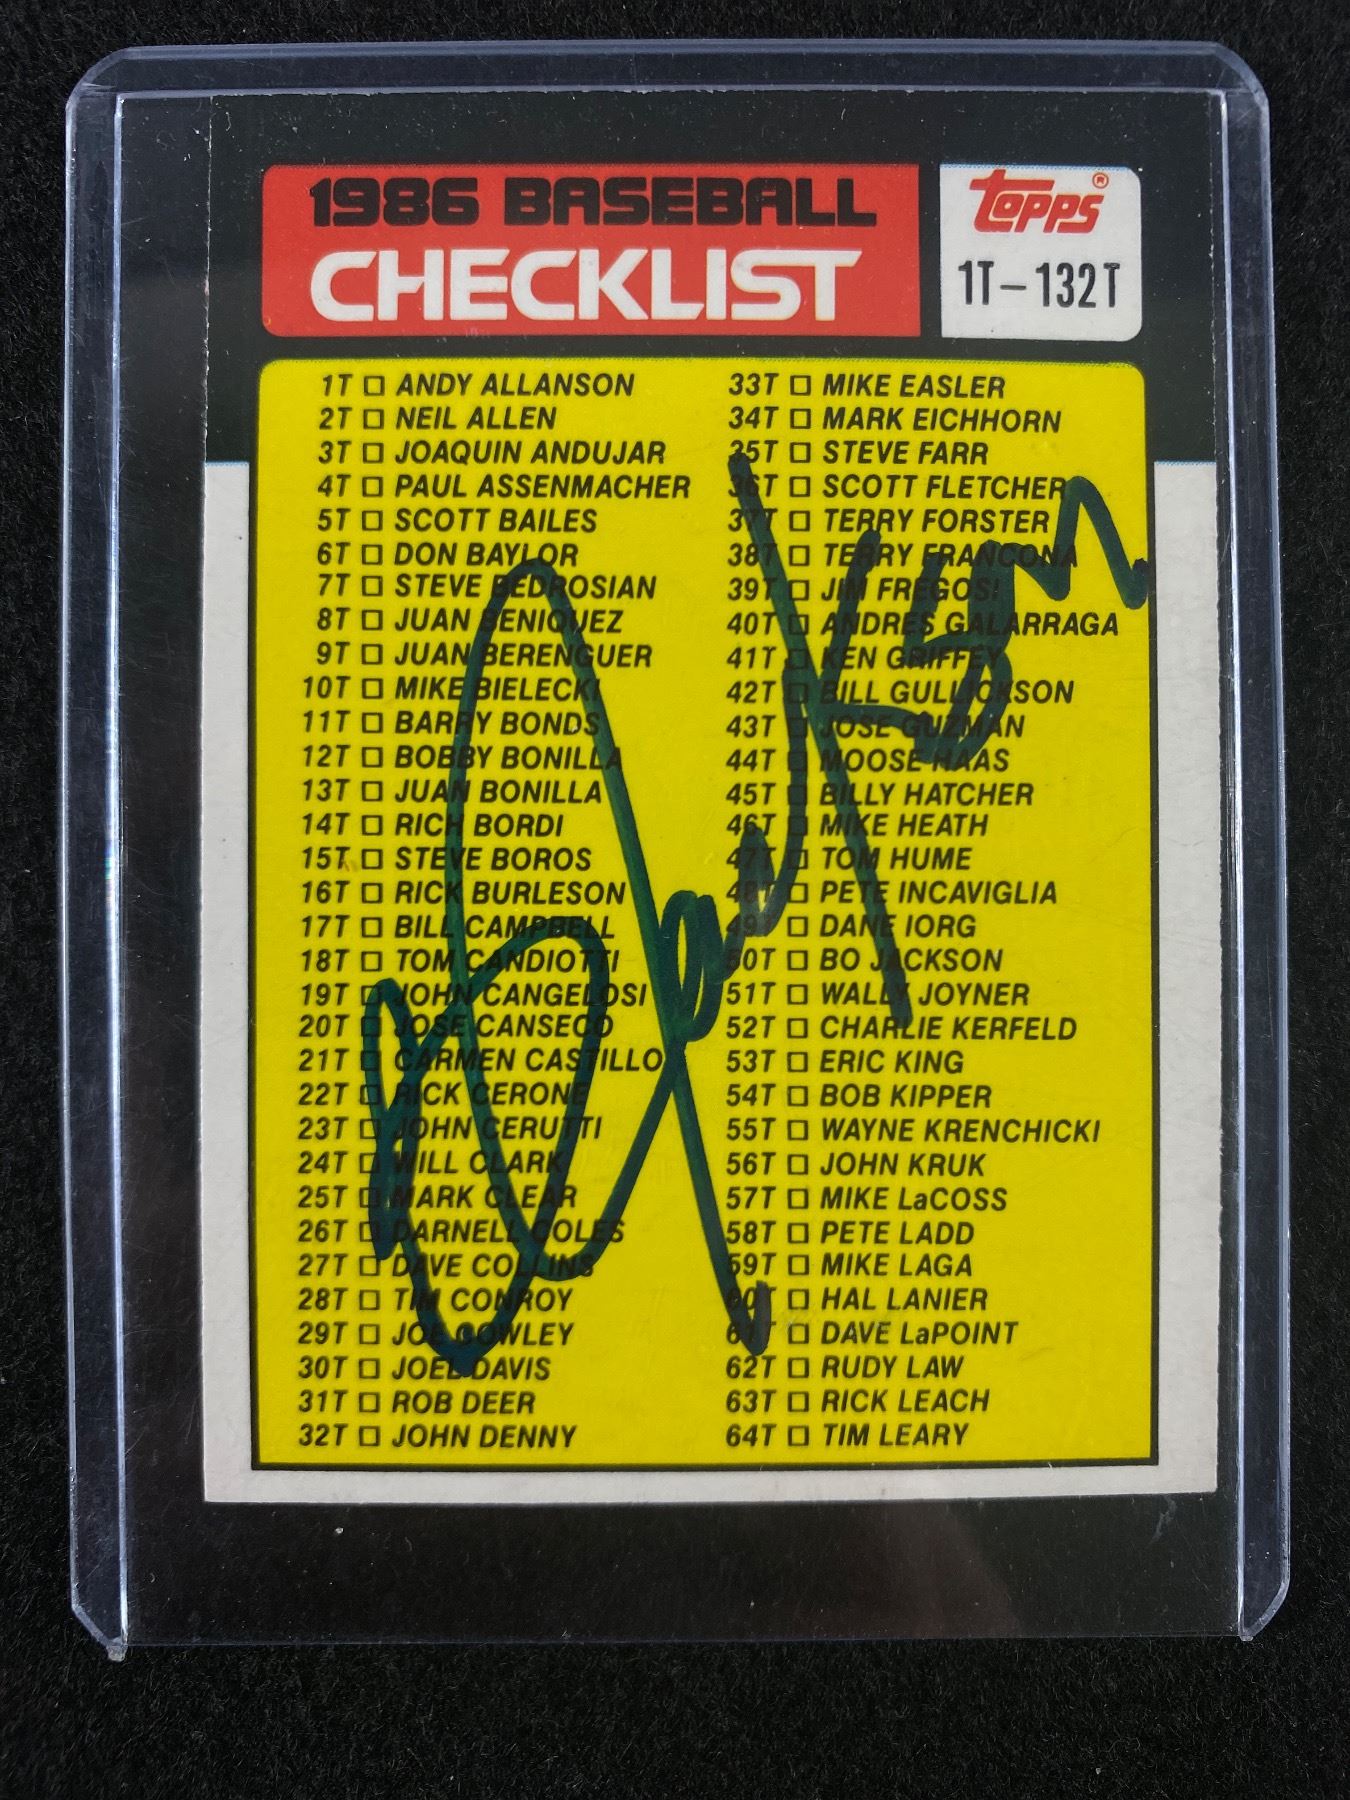 1986 BASEBALL
CHECKLIST
topps®
1T–132T
1T ANDY ALLANSON
2T NEIL ALLEN
3T JOAQUIN ANDUJAR
4T PAUL ASSENMACHER
5T SCOTT BAILES
6T DON BAYLOR
7T STEVE BEDROSIAN
8T JUAN BENIQUEZ
9T JUAN BERENGUER
10T MIKE BIELECKI
11T BARRY BONDS
12T BOBBY BONILLA
13T JUAN BONILLA
14T RICH BORDI
15T STEVE BOROS
16T RICK BURLESON
17T BILL CAMPBELL
18T TOM CANDIOTTI
19T JOHN CANGELOSI
20T JOSE CANSECO
21T CARMEN CASTILLO
22T RICK CERONE
23T JOHN CERUTTI
24T WILL CLARK
25T MARK CLEAR
26T DARNELL COLES
27T DAVE COLLINS
28T TIM CONROY
29T JOE COWLEY
30T JOEL DAVIS
31T ROB DEER
32T JOHN DENNY
33T MIKE EASLER
34T MARK EICHHORN
35T STEVE FARR
36T SCOTT FLETCHER
37T TERRY FORSTER
38T TERRY FRANCONA
39T JIM FREGOSI
40T ANDRES GALARRAGA
41T KEN GRIFFEY
42T BILL GULLICKSON
43T JOSE GUZMAN
44T MOOSE HAAS
45T BILLY HATCHER
46T MIKE HEATH
47T TOM HUME
48T PETE INCAVIGLIA
49T DANE IORG
50T BO JACKSON
51T WALLY JOYNER
52T CHARLIE KERFELD
53T ERIC KING
54T BOB KIPPER
55T WAYNE KRENCHICKI
56T JOHN KRUK
57T MIKE LaCOSS
58T PETE LADD
59T MIKE LAGA
60T HAL LANIER
61T DAVE LaPOINT
62T RUDY LAW
63T RICK LEACH
64T TIM LEARY